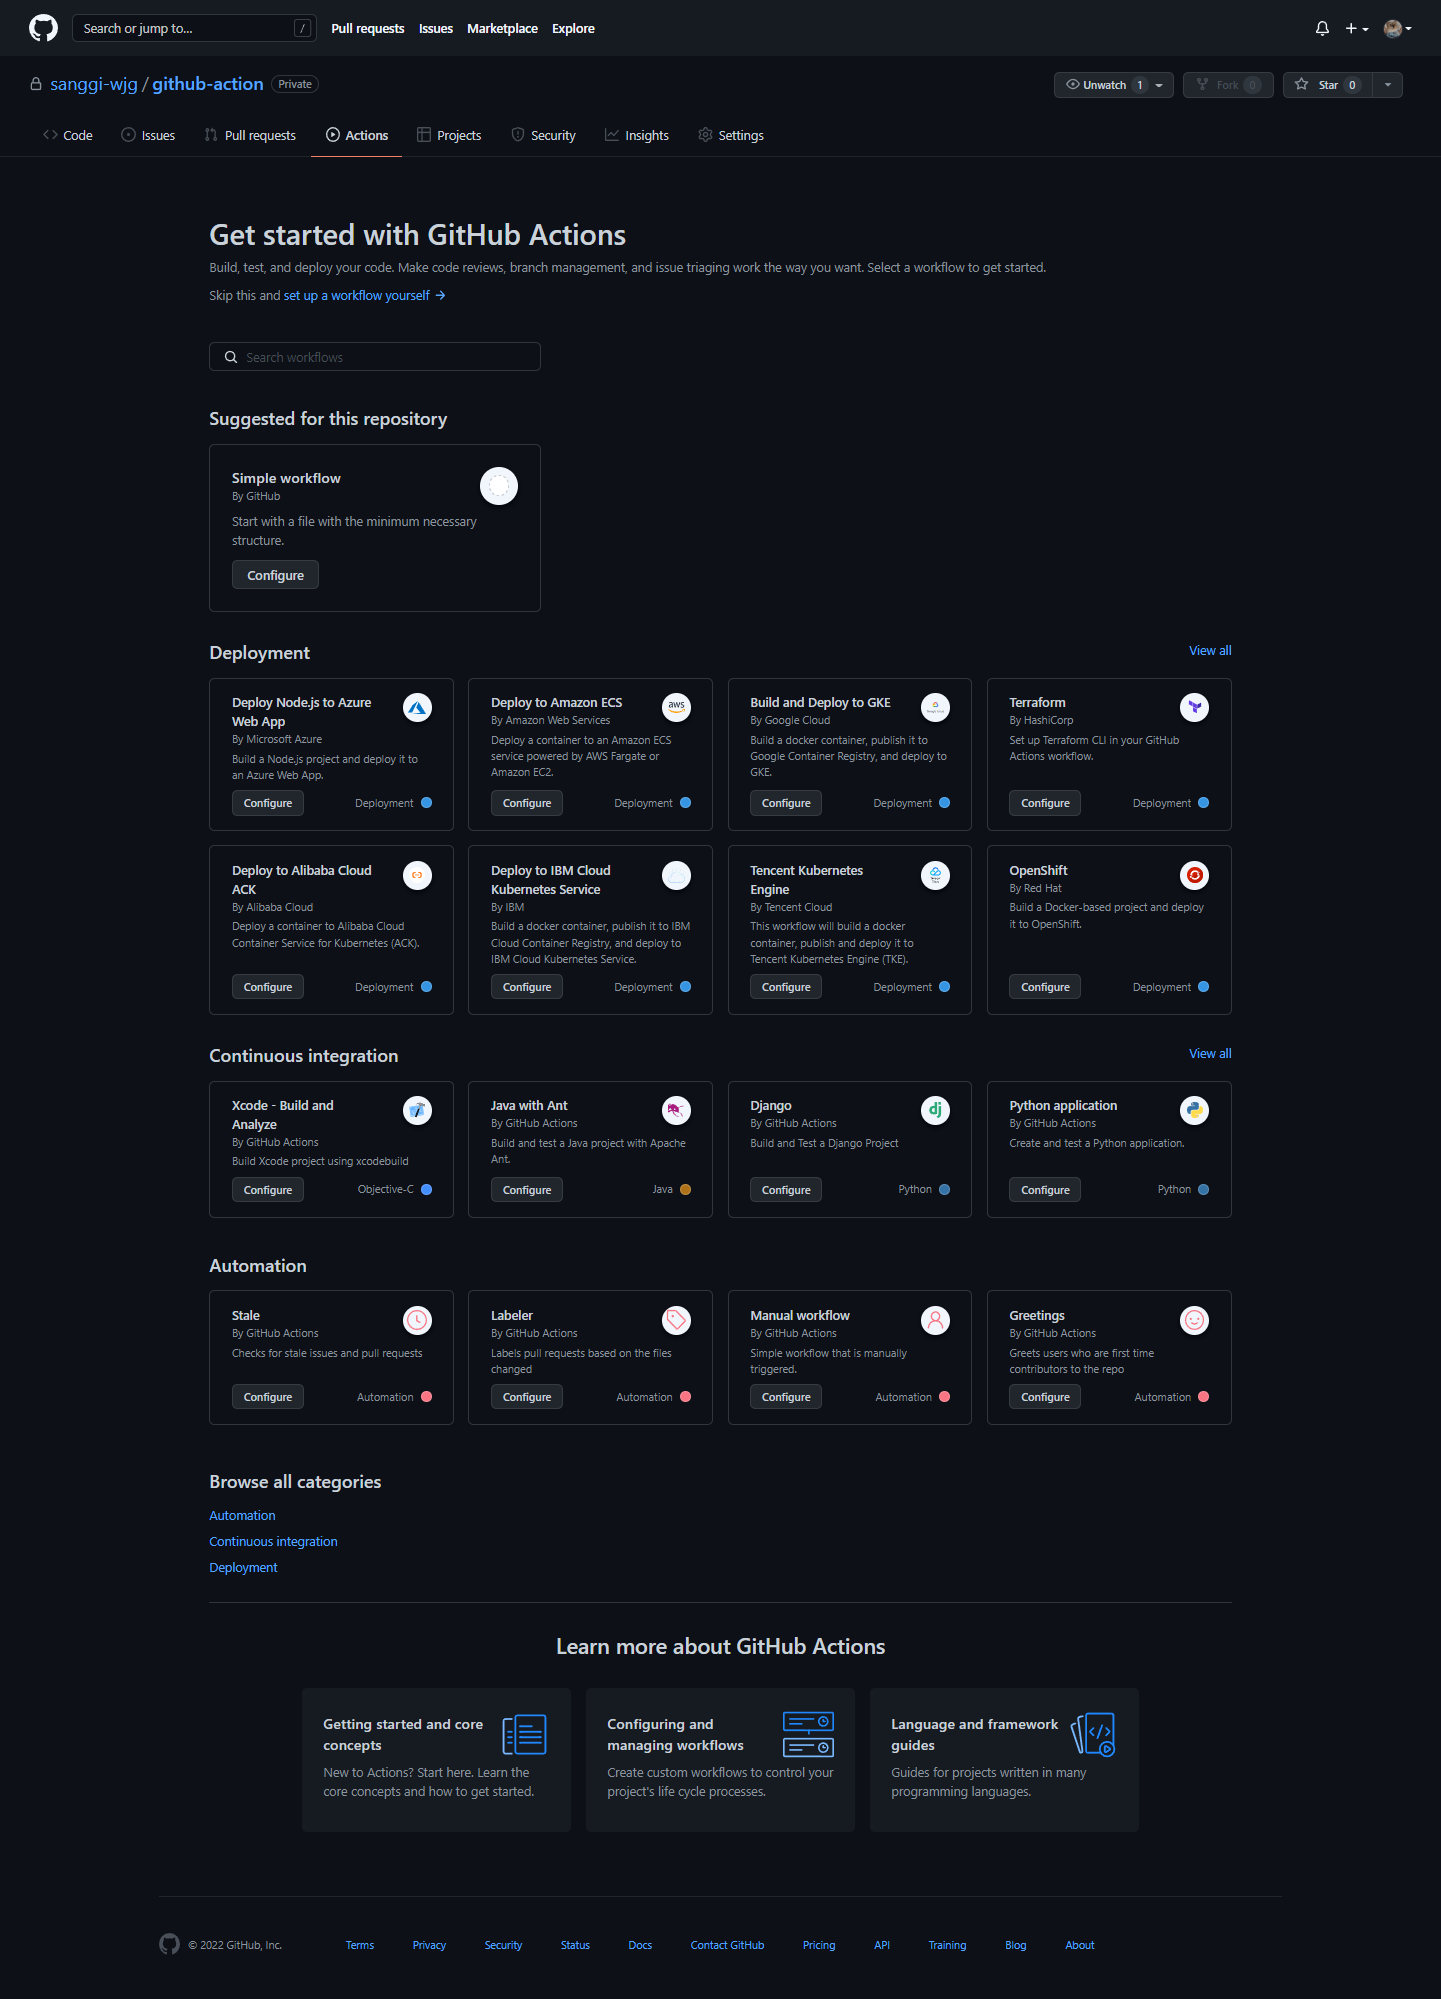 Search or jump to... / Pull requests Issues Marketplace Explore
sanggi-wjg / github-action Private Unwatch 1 Fork 0 Star 0
Code Issues Pull requests Actions Projects Security Insights Settings
Get started with GitHub Actions
Build, test, and deploy your code. Make code reviews, branch management, and issue triaging work the way you want. Select a workflow to get started.
Skip this and set up a workflow yourself →
Search workflows
Suggested for this repository
Simple workflow
By GitHub
Start with a file with the minimum necessary
structure.
Configure
Deployment View all
Deploy Node.js to Azure
Web App
By Microsoft Azure
Build a Node.js project and deploy it to
an Azure Web App.
Configure Deployment
Deploy to Amazon ECS
aws
By Amazon Web Services
Deploy a container to an Amazon ECS
service powered by AWS Fargate or
Amazon EC2.
Configure Deployment
Build and Deploy to GKE
By Google Cloud
Build a docker container, publish it to
Google Container Registry, and deploy to
GKE.
Configure Deployment
Terraform
By HashiCorp
Set up Terraform CLI in your GitHub
Actions workflow.
Configure Deployment
Deploy to Alibaba Cloud
ACK
By Alibaba Cloud
Deploy a container to Alibaba Cloud
Container Service for Kubernetes (ACK).
Configure Deployment
Deploy to IBM Cloud
Kubernetes Service
By IBM
Build a docker container, publish it to IBM
Cloud Container Registry, and deploy to
IBM Cloud Kubernetes Service.
Configure Deployment
Tencent Kubernetes
Engine
By Tencent Cloud
This workflow will build a docker
container, publish and deploy it to
Tencent Kubernetes Engine (TKE).
Configure Deployment
OpenShift
By Red Hat
Build a Docker-based project and deploy
it to OpenShift.
Configure Deployment
Continuous integration View all
Xcode - Build and
Analyze
By GitHub Actions
Build Xcode project using xcodebuild
Configure Objective-C
Java with Ant
By GitHub Actions
Build and test a Java project with Apache
Ant.
Configure Java
Django
dj
By GitHub Actions
Build and Test a Django Project
Configure Python
Python application
By GitHub Actions
Create and test a Python application.
Configure Python
Automation
Stale
By GitHub Actions
Checks for stale issues and pull requests
Configure Automation
Labeler
By GitHub Actions
Labels pull requests based on the files
changed
Configure Automation
Manual workflow
By GitHub Actions
Simple workflow that is manually
triggered.
Configure Automation
Greetings
By GitHub Actions
Greets users who are first time
contributors to the repo
Configure Automation
Browse all categories
Automation
Continuous integration
Deployment
Learn more about GitHub Actions
Getting started and core
concepts
New to Actions? Start here. Learn the
core concepts and how to get started.
Configuring and
managing workflows
Create custom workflows to control your
project's life cycle processes.
Language and framework
guides
Guides for projects written in many
programming languages.
© 2022 GitHub, Inc. Terms Privacy Security Status Docs Contact GitHub Pricing API Training Blog About